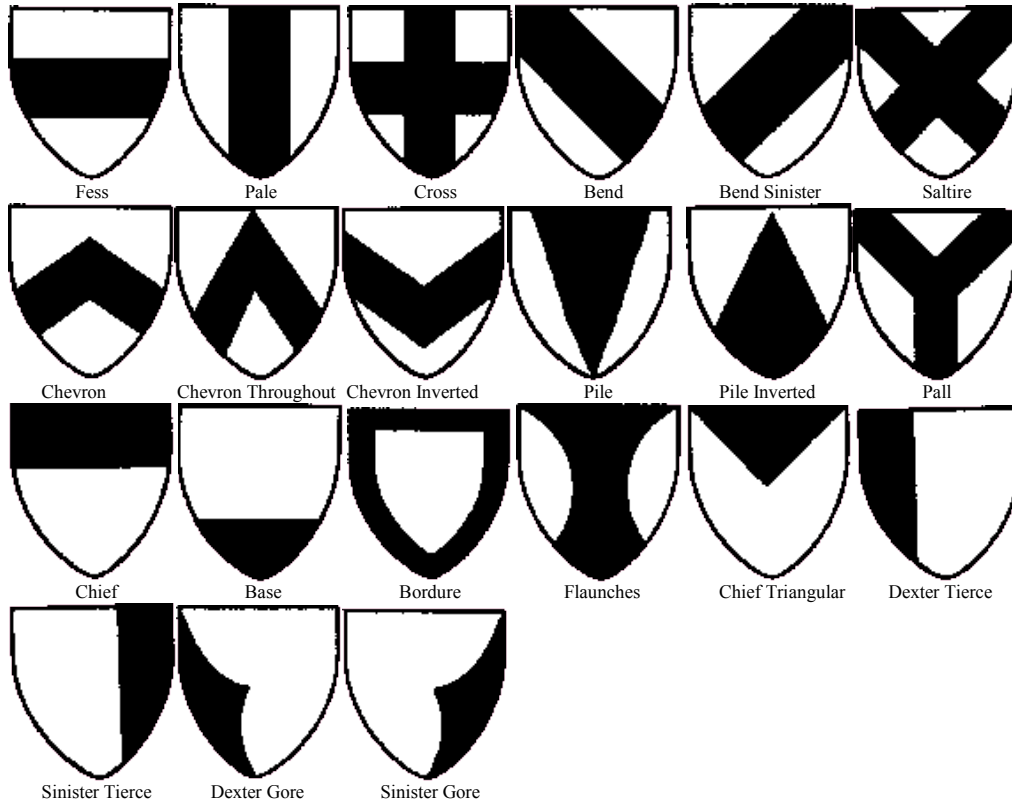 Fess Pale Cross Bend Bend Sinister Saltire
Chevron Chevron Throughout Chevron Inverted Pile Pile Inverted Pall
Chief Base Bordure Flaunches Chief Triangular Dexter Tierce
Sinister Tierce Dexter Gore Sinister Gore